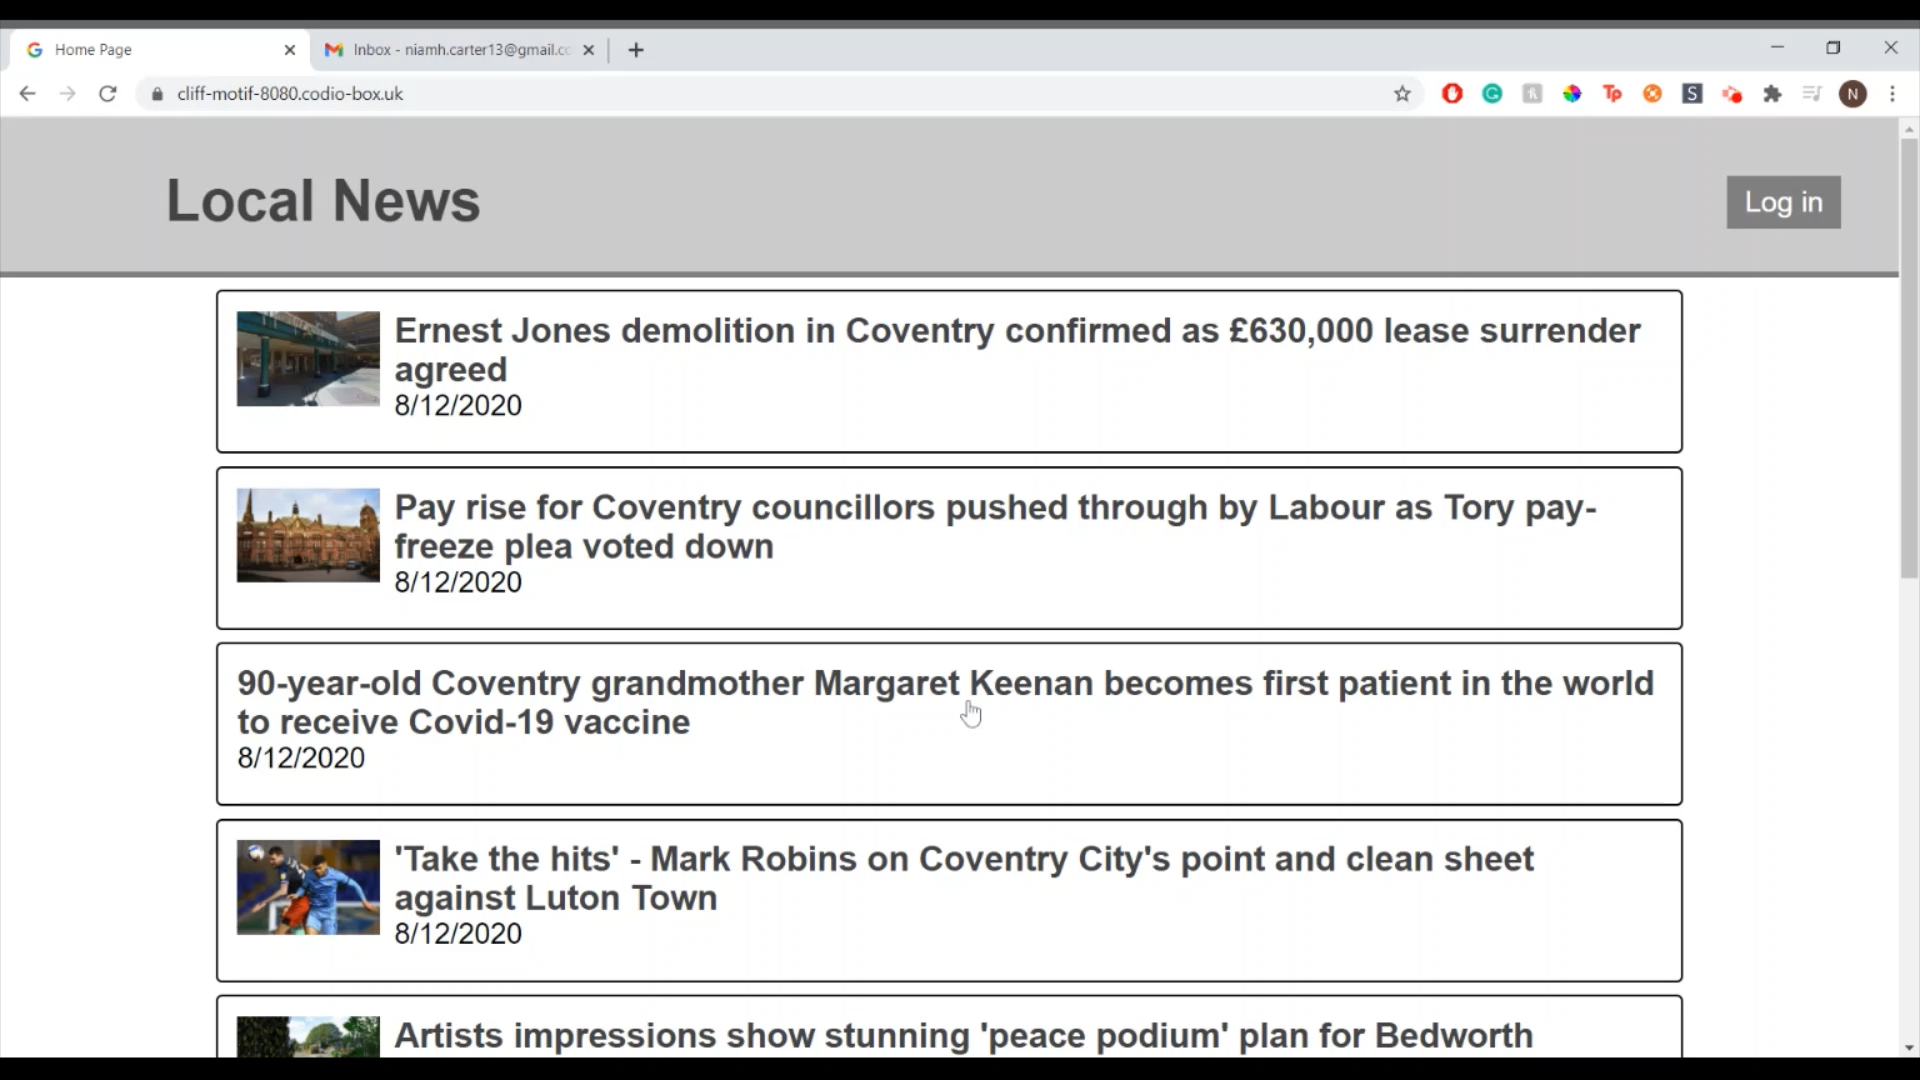 Home Page
Inbox - niamh.carter13@gmail.co
cliff-motif-8080.codio-box.uk
Tp
S
N
Local News
Log in
Ernest Jones demolition in Coventry confirmed as £630,000 lease surrender
agreed
8/12/2020
Pay rise for Coventry councillors pushed through by Labour as Tory pay-
freeze plea voted down
8/12/2020
90-year-old Coventry grandmother Margaret Keenan becomes first patient in the world
to receive Covid-19 vaccine
8/12/2020
'Take the hits' - Mark Robins on Coventry City's point and clean sheet
against Luton Town
8/12/2020
Artists impressions show stunning 'peace podium' plan for Bedworth